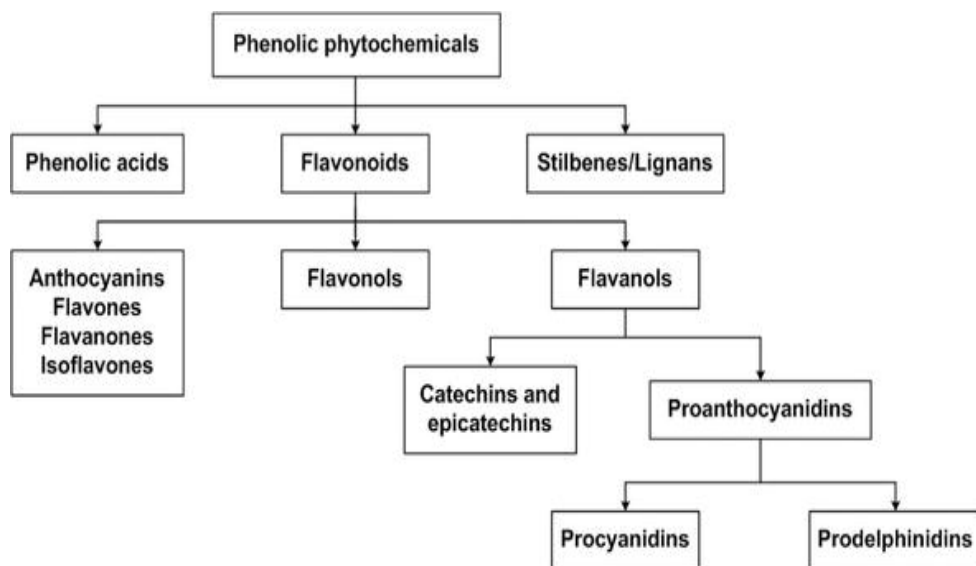 Phenolic phytochemicals
Phenolic acids
Flavonoids
Stilbenes/Lignans
Anthocyanins
Flavones
Flavanones
Isoflavones
Flavonols
Flavanols
Catechins and
epicatechins
Proanthocyanidins
Procyanidins
Prodelphinidins